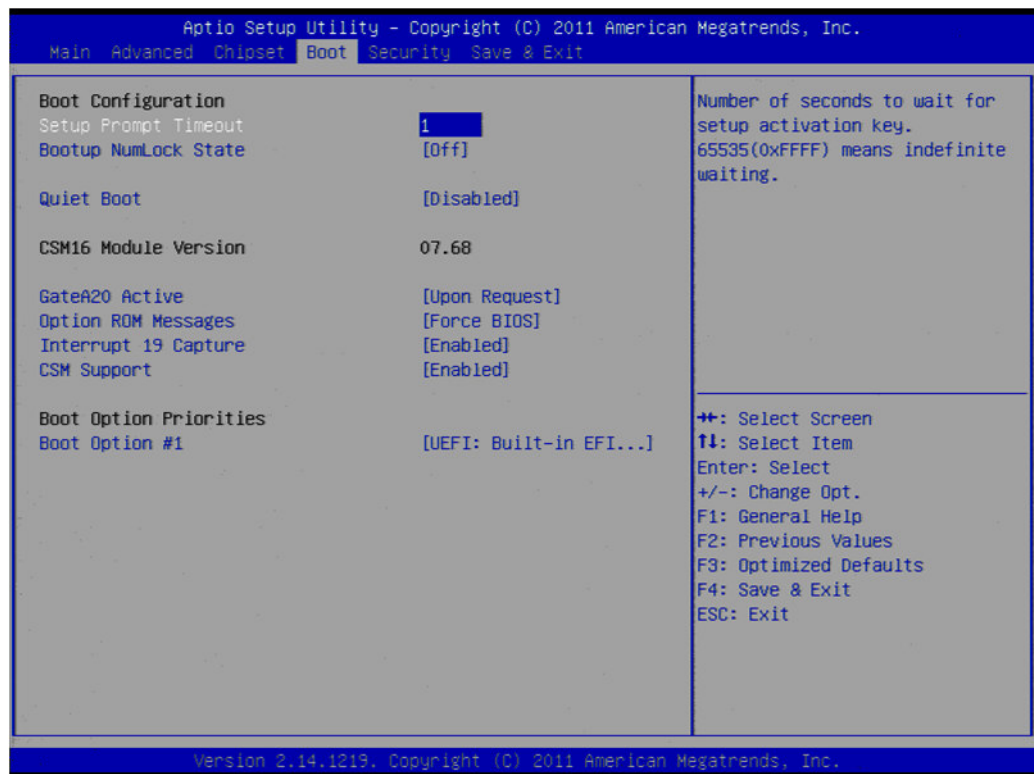 Aptio Setup Utility – Copyright (C) 2011 American Megatrends, Inc.
Main Advanced Chipset Boot Security Save & Exit
Boot Configuration
Setup Prompt Timeout 1
Bootup NumLock State [Off]
Quiet Boot [Disabled]
CSM16 Module Version 07.68
GateA20 Active [Upon Request]
Option ROM Messages [Force BIOS]
Interrupt 19 Capture [Enabled]
CSM Support [Enabled]
Boot Option Priorities
Boot Option #1 [UEFI: Built-in EFI...]
Number of seconds to wait for
setup activation key.
65535(0xFFFF) means indefinite
waiting.
→←: Select Screen
↑↓: Select Item
Enter: Select
+/-: Change Opt.
F1: General Help
F2: Previous Values
F3: Optimized Defaults
F4: Save & Exit
ESC: Exit
Version 2.14.1219. Copyright (C) 2011 American Megatrends, Inc.